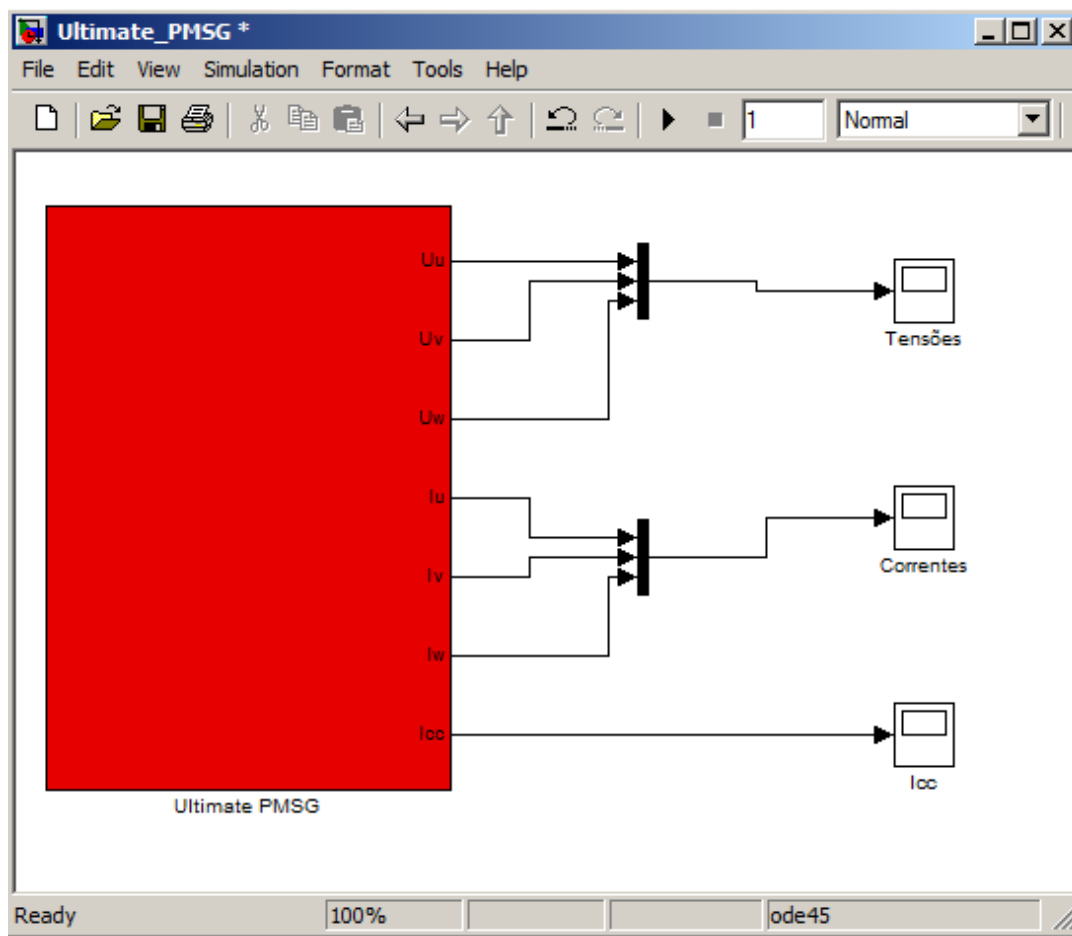 Ultimate_PMSG *
File Edit View Simulation Format Tools Help
1 Normal
Uu
Uv
Uw
Iu
Iv
Iw
Icc
Tensões
Correntes
Icc
Ultimate PMSG
Ready 100% ode45